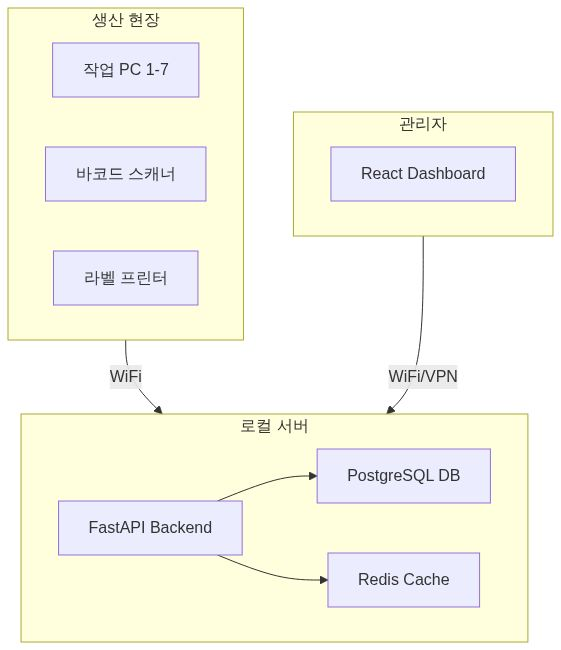 생산 현장
작업 PC 1-7
바코드 스캐너
라벨 프린터
관리자
React Dashboard
WiFi
WiFi/VPN
로컬 서버
PostgreSQL DB
FastAPI Backend
Redis Cache